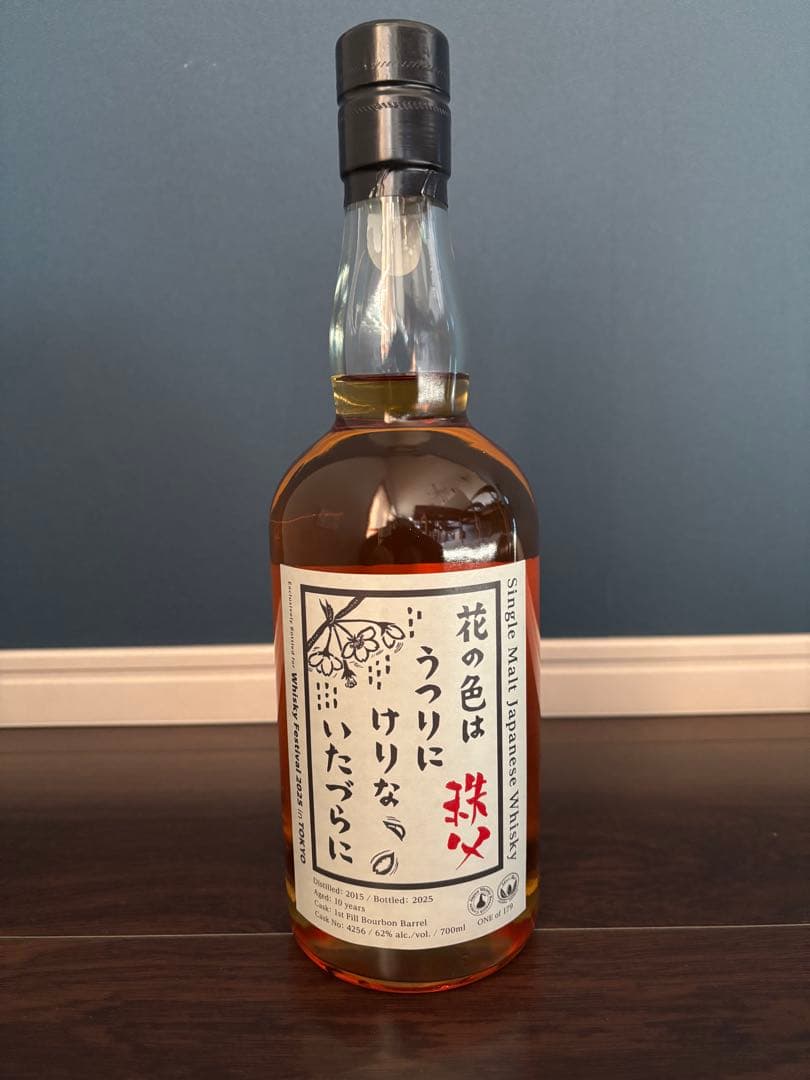 Single Malt Japanese Whisky
花の色は
うつりに
けりな
いたづらに
秩父
Exclusively Bottled for Whisky Festival 2025 in TOKYO
Distilled: 2015 / Bottled: 2025
Aged: 10 years
Cask: 1st Fill Bourbon Barrel
Cask No: 4256 / 62% alc./vol. / 700ml
ONE of 179